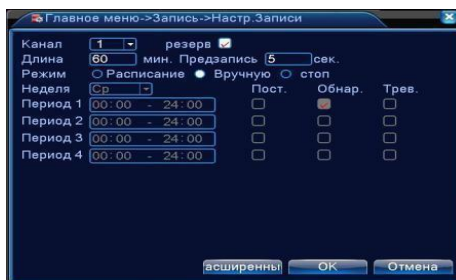 Главное меню->Запись->Настр.Записи
Канал 1 резерв
Длина 60 мин. Предзапись 5 сек.
Режим Расписание Вручную стоп
Неделя Ср Пост. Обнар. Трев.
Период 1 00:00 - 24:00
Период 2 00:00 - 24:00
Период 3 00:00 - 24:00
Период 4 00:00 - 24:00
асширенны OK Отмена